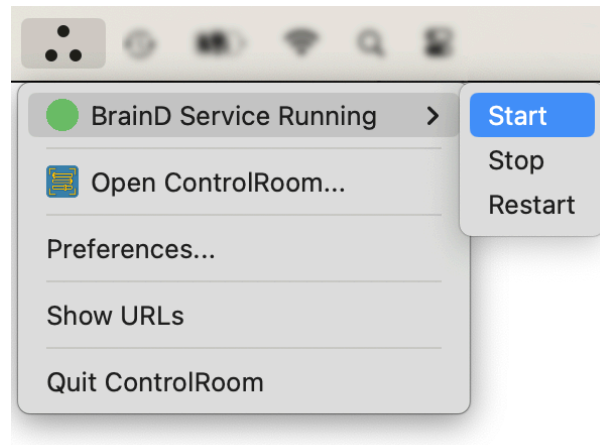 BrainD Service Running
Start
Stop
Restart
Open ControlRoom...
Preferences...
Show URLs
Quit ControlRoom